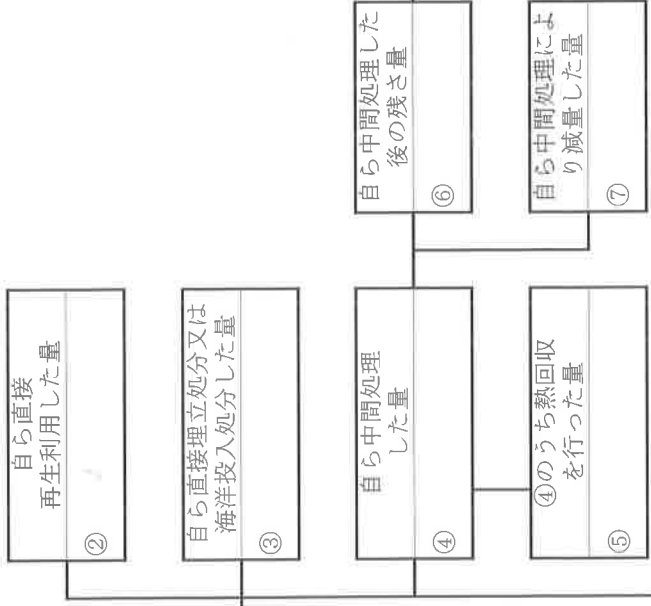 自ら直接
再生利用した量
②
自ら直接埋立処分又は
海洋投入処分した量
③
自ら中間処理
した量
④
④のうち熱回収
を行った量
⑤
自ら中間処理した
後の残さ量
⑥
自ら中間処理によ
り減量した量
⑦